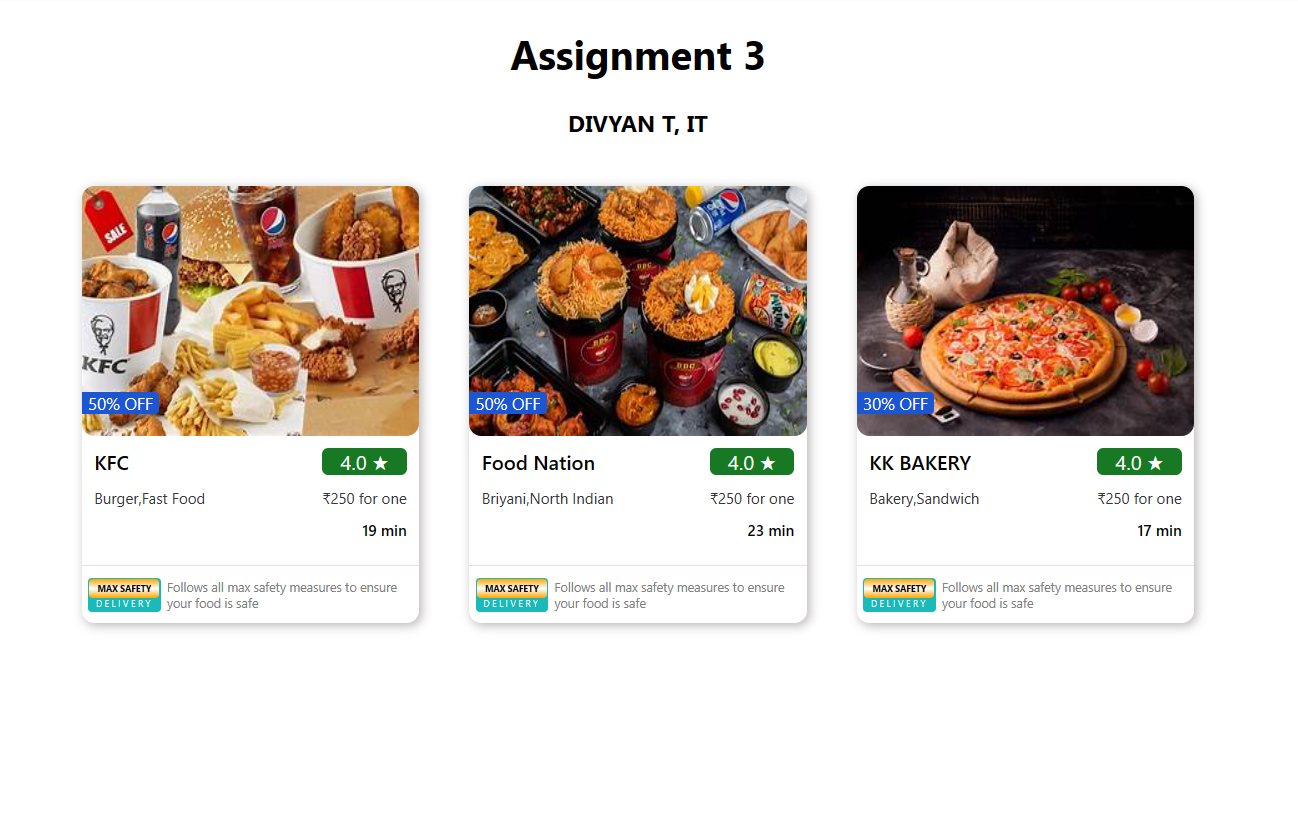 Assignment 3
DIVYAN T, IT
SALE
KFC
50% OFF
BBC
BBC
BBC
50% OFF
30% OFF
KFC
4.0 ★
Burger,Fast Food
₹250 for one
19 min
MAX SAFETY
DELIVERY
Follows all max safety measures to ensure
your food is safe
Food Nation
4.0 ★
Briyani,North Indian
₹250 for one
23 min
MAX SAFETY
DELIVERY
Follows all max safety measures to ensure
your food is safe
KK BAKERY
4.0 ★
Bakery,Sandwich
₹250 for one
17 min
MAX SAFETY
DELIVERY
Follows all max safety measures to ensure
your food is safe